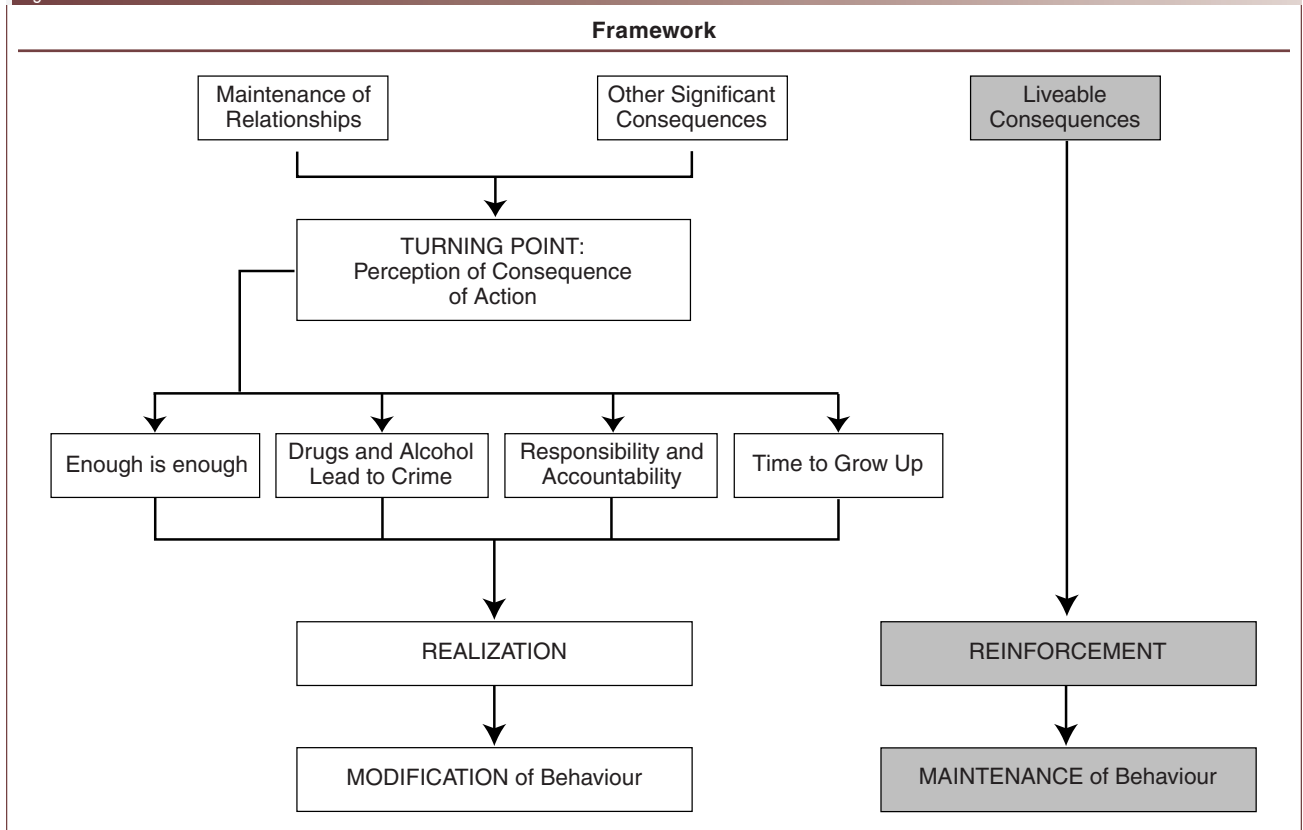 Framework
Maintenance of
Relationships
Other Significant
Consequences
Liveable
Consequences
TURNING POINT:
Perception of Consequence
of Action
Enough is enough
Drugs and Alcohol
Lead to Crime
Responsibility and
Accountability
Time to Grow Up
REALIZATION
REINFORCEMENT
MODIFICATION of Behaviour
MAINTENANCE of Behaviour